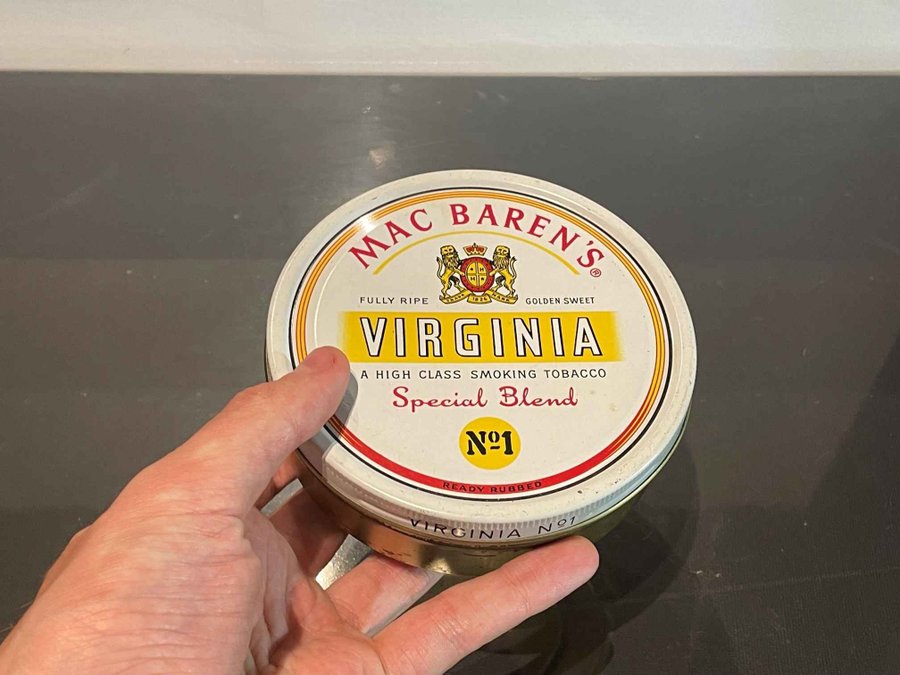 MAC BAREN'S®
FULLY RIPE GOLDEN SWEET
VIRGINIA
A HIGH CLASS SMOKING TOBACCO
Special Blend
Nº1
READY RUBBED
VIRGINIA Nº1